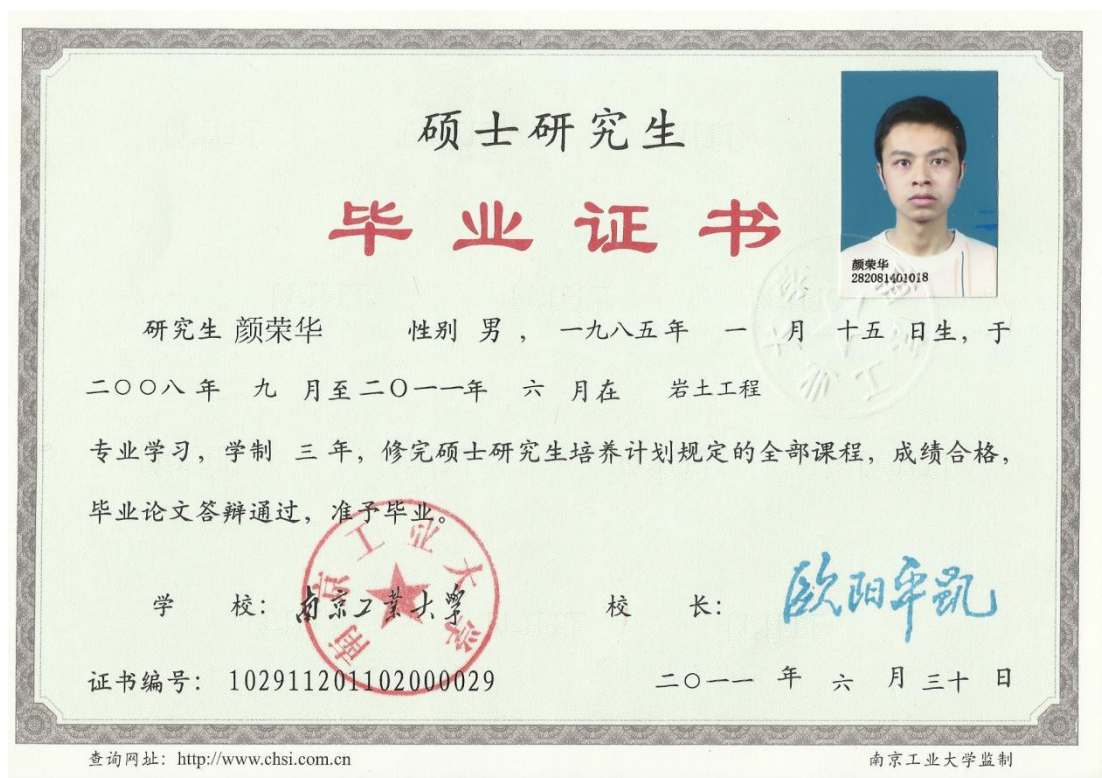 硕士研究生
毕业证书
颜荣华
282081401018
研究生 颜荣华 性别 男 ， 一九八五年 一 月 十五 日生，于
二〇〇八 年 九 月至二〇一一年 六 月在 岩土工程
专业学习，学制 三 年，修完硕士研究生培养计划规定的全部课程，成绩合格，
毕业论文答辩通过，准予毕业。
南京工业大学
学 校：南京工业大学 校 长：欧阳平凯
证书编号：102911201102000029 二〇一一 年 六 月 三十 日
查询网址：http://www.chsi.com.cn 南京工业大学监制